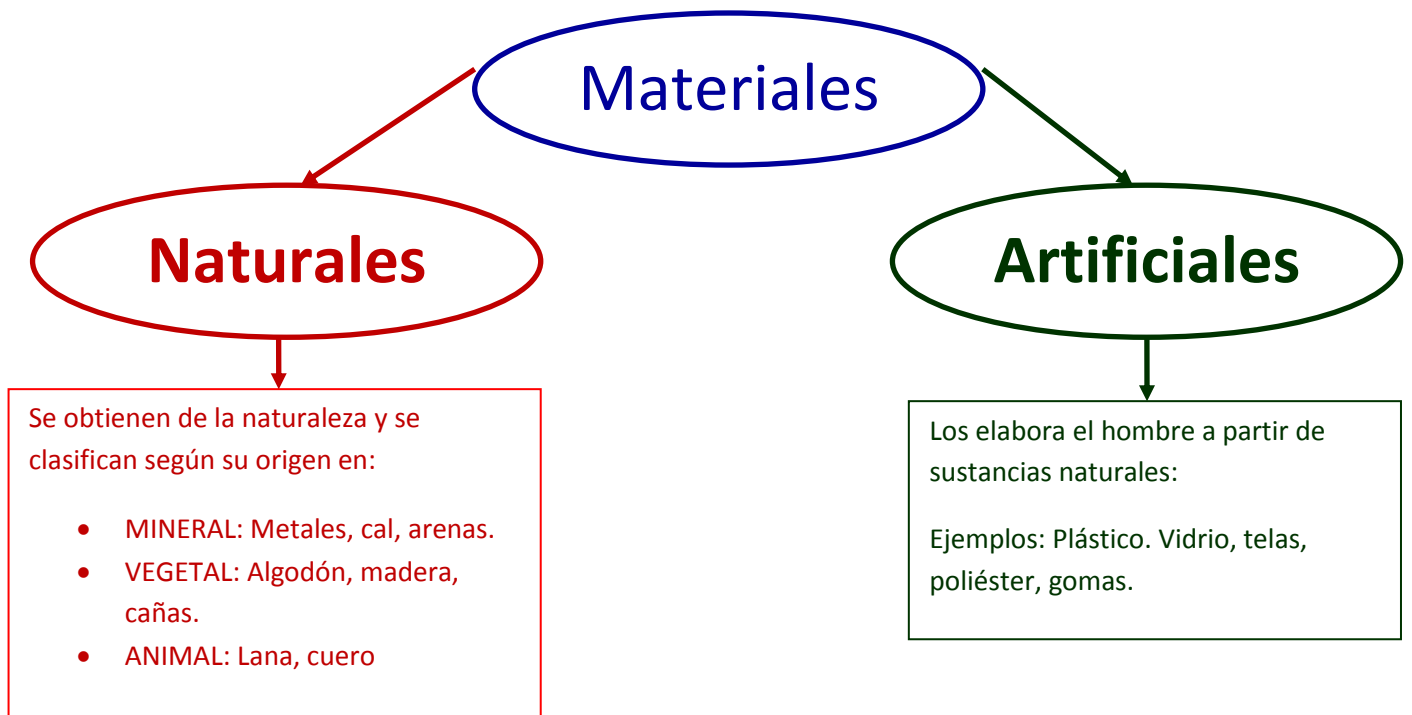 Materiales
Naturales
Artificiales
Se obtienen de la naturaleza y se
clasifican según su origen en:
• MINERAL: Metales, cal, arenas.
• VEGETAL: Algodón, madera,
cañas.
• ANIMAL: Lana, cuero
Los elabora el hombre a partir de
sustancias naturales:
Ejemplos: Plástico. Vidrio, telas,
poliéster, gomas.